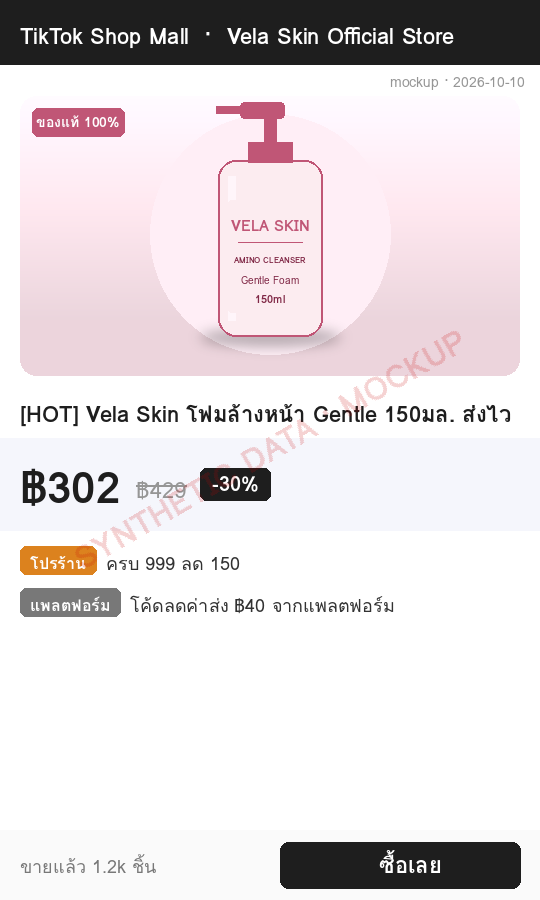 TikTok Shop Mall · Vela Skin Official Store
mockup · 2026-10-10
ของแท้ 100%
VELA SKIN
AMINO CLEANSER
Gentle Foam
150ml
[HOT] Vela Skin โฟมล้างหน้า Gentle 150มล. ส่งไว
฿302 ฿429 -30%
โปรร้าน ครบ 999 ลด 150
แพลตฟอร์ม โค้ดลดค่าส่ง ฿40 จากแพลตฟอร์ม
SYNTHETIC DATA · MOCKUP
ขายแล้ว 1.2k ชิ้น
ซื้อเลย